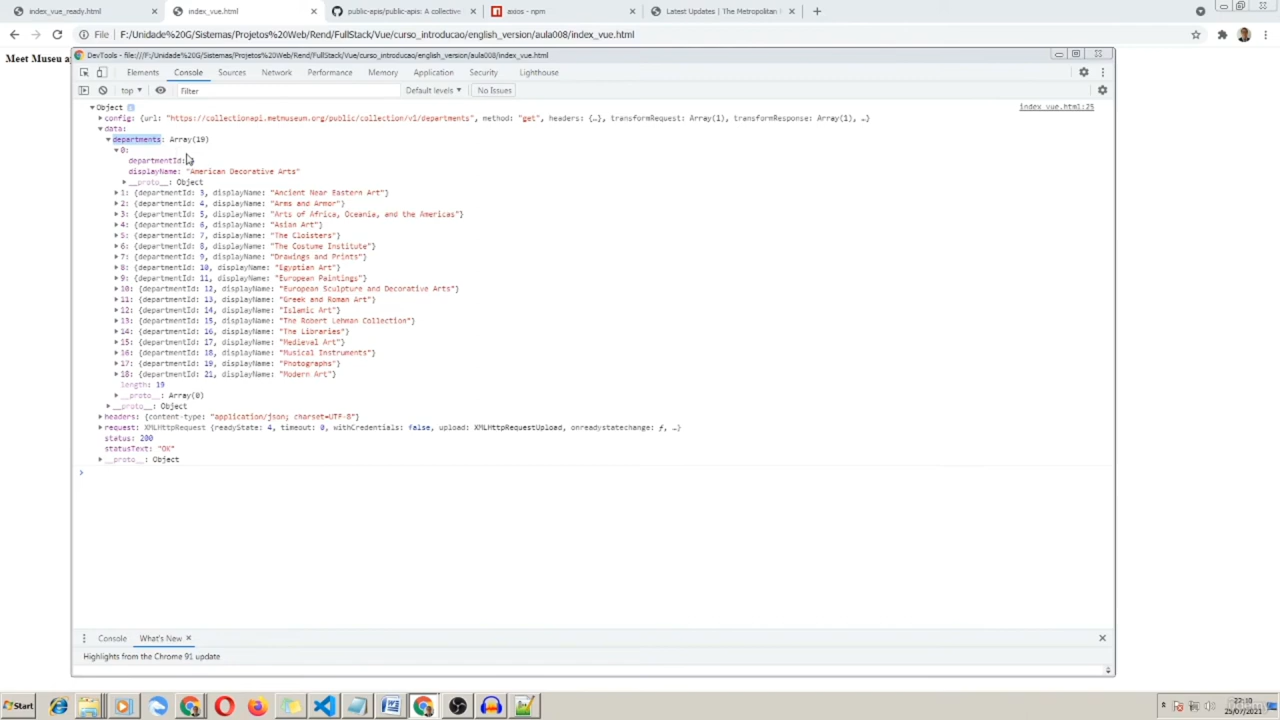 index_vue_ready.html
index_vue.html
public-apis/public-apis: A collective
axios - npm
Latest Updates | The Metropolitan
File
F:/Unidade%20G/Sistemas/Projetos%20Web/Rend/FullStack/Vue/curso_introducao/english_version/aula008/index_vue.html
Meet Museu a
DevTools - file:///F:/Unidade%20G/Sistemas/Projetos%20Web/Rend/FullStack/Vue/curso_introducao/english_version/aula008/index_vue.html
Elements Console Sources Network Performance Memory Application Security Lighthouse
top Filter Default levels No Issues
Object index_vue.html:25
config: {url: "https://collectionapi.metmuseum.org/public/collection/v1/departments", method: "get", headers: {…}, transformRequest: Array(1), transformResponse: Array(1), …}
data:
departments: Array(19)
0:
departmentId:
displayName: "American Decorative Arts"
__proto__: Object
1: {departmentId: 3, displayName: "Ancient Near Eastern Art"}
2: {departmentId: 4, displayName: "Arms and Armor"}
3: {departmentId: 5, displayName: "Arts of Africa, Oceania, and the Americas"}
4: {departmentId: 6, displayName: "Asian Art"}
5: {departmentId: 7, displayName: "The Cloisters"}
6: {departmentId: 8, displayName: "The Costume Institute"}
7: {departmentId: 9, displayName: "Drawings and Prints"}
8: {departmentId: 10, displayName: "Egyptian Art"}
9: {departmentId: 11, displayName: "European Paintings"}
10: {departmentId: 12, displayName: "European Sculpture and Decorative Arts"}
11: {departmentId: 13, displayName: "Greek and Roman Art"}
12: {departmentId: 14, displayName: "Islamic Art"}
13: {departmentId: 15, displayName: "The Robert Lehman Collection"}
14: {departmentId: 16, displayName: "The Libraries"}
15: {departmentId: 17, displayName: "Medieval Art"}
16: {departmentId: 18, displayName: "Musical Instruments"}
17: {departmentId: 19, displayName: "Photographs"}
18: {departmentId: 21, displayName: "Modern Art"}
length: 19
__proto__: Array(0)
__proto__: Object
headers: {content-type: "application/json; charset=UTF-8"}
request: XMLHttpRequest {readyState: 4, timeout: 0, withCredentials: false, upload: XMLHttpRequestUpload, onreadystatechange: ƒ, …}
status: 200
statusText: "OK"
__proto__: Object
Console What's New
Highlights from the Chrome 91 update
Start
25/07/2021